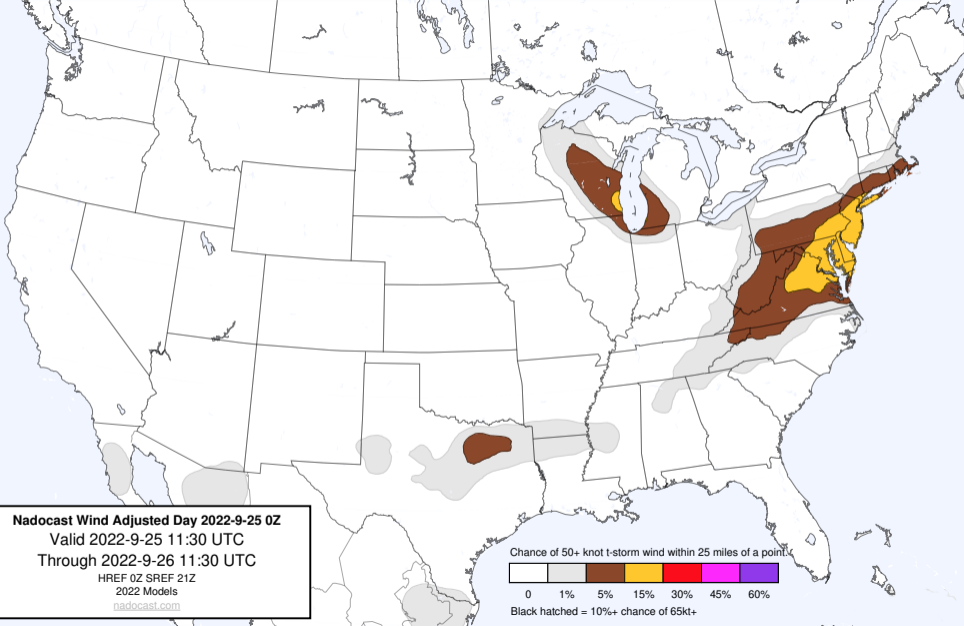 Nadocast Wind Adjusted Day 2022-9-25 0Z
Valid 2022-9-25 11:30 UTC
Through 2022-9-26 11:30 UTC
HREF 0Z SREF 21Z
2022 Models
nadocast.com
Chance of 50+ knot t-storm wind within 25 miles of a point.
0 1% 5% 15% 30% 45% 60%
Black hatched = 10%+ chance of 65kt+